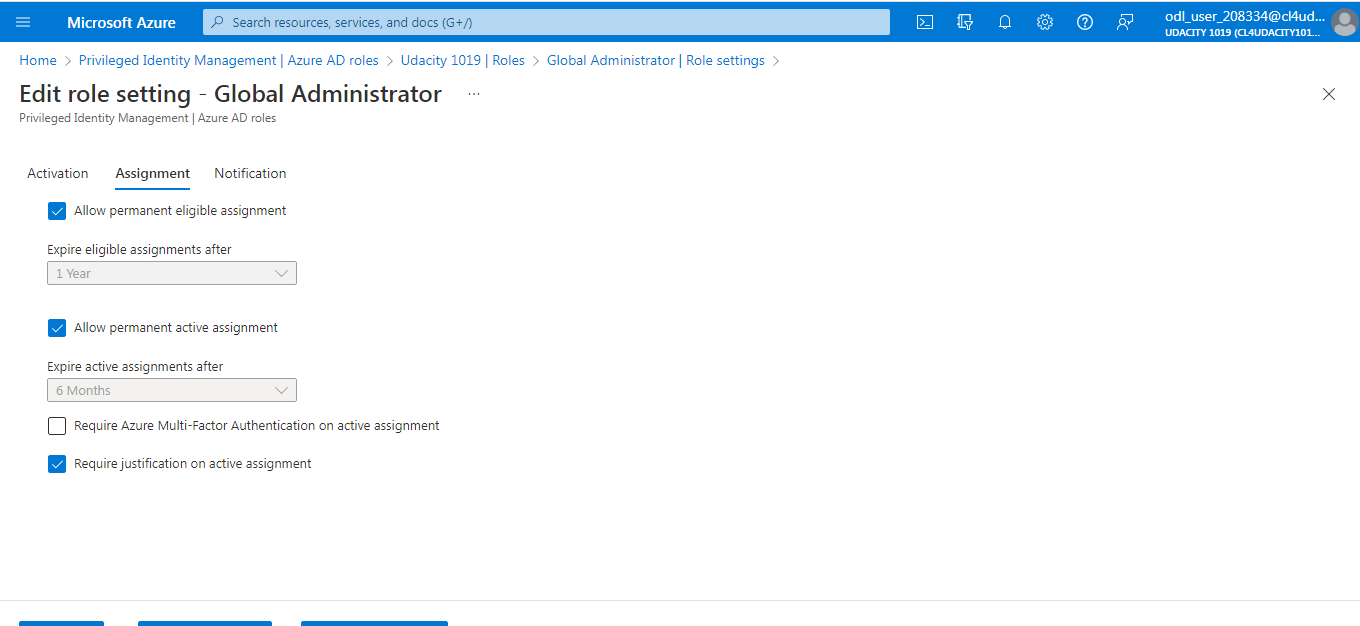 Microsoft Azure
Search resources, services, and docs (G+/)
odl_user_208334@cl4ud...
UDACITY 1019 (CL4UDACITY101...
Home > Privileged Identity Management | Azure AD roles > Udacity 1019 | Roles > Global Administrator | Role settings >
Edit role setting - Global Administrator ...
Privileged Identity Management | Azure AD roles
Activation Assignment Notification
Allow permanent eligible assignment
Expire eligible assignments after
1 Year
Allow permanent active assignment
Expire active assignments after
6 Months
Require Azure Multi-Factor Authentication on active assignment
Require justification on active assignment